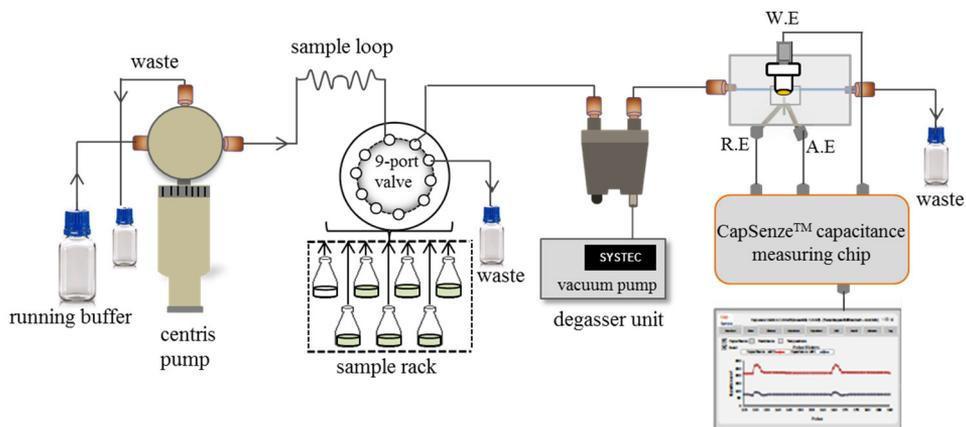 W.E
sample loop
waste
9-port
valve
R.E
A.E
waste
CapSenze™ capacitance
measuring chip
SYSTEC
waste
vacuum pump
running buffer
degasser unit
centris
pump
sample rack
Pulse